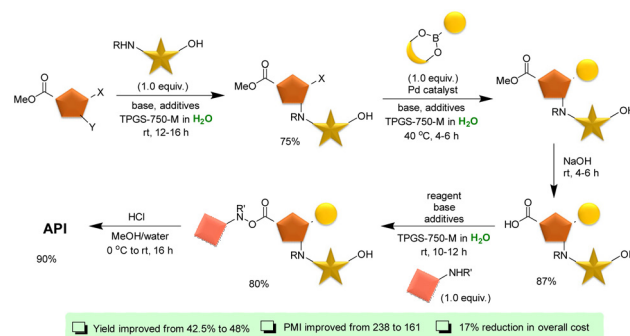 RHN
OH
(1.0 equiv.)
base, additives
TPGS-750-M in H2O
rt, 12-16 h
MeO
O
X
Y
MeO
O
X
RN
OH
75%
O
B
O
(1.0 equiv.)
Pd catalyst
base, additives
TPGS-750-M in H2O
40 °C, 4-6 h
MeO
O
RN
OH
NaOH
rt, 4-6 h
HO
O
RN
OH
87%
reagent
base
additives
TPGS-750-M in H2O
rt, 10-12 h
NHR'
(1.0 equiv.)
R'
N
O
O
RN
OH
80%
HCl
MeOH/water
0 °C to rt, 16 h
API
90%
Yield improved from 42.5% to 48%
PMI improved from 238 to 161
17% reduction in overall cost